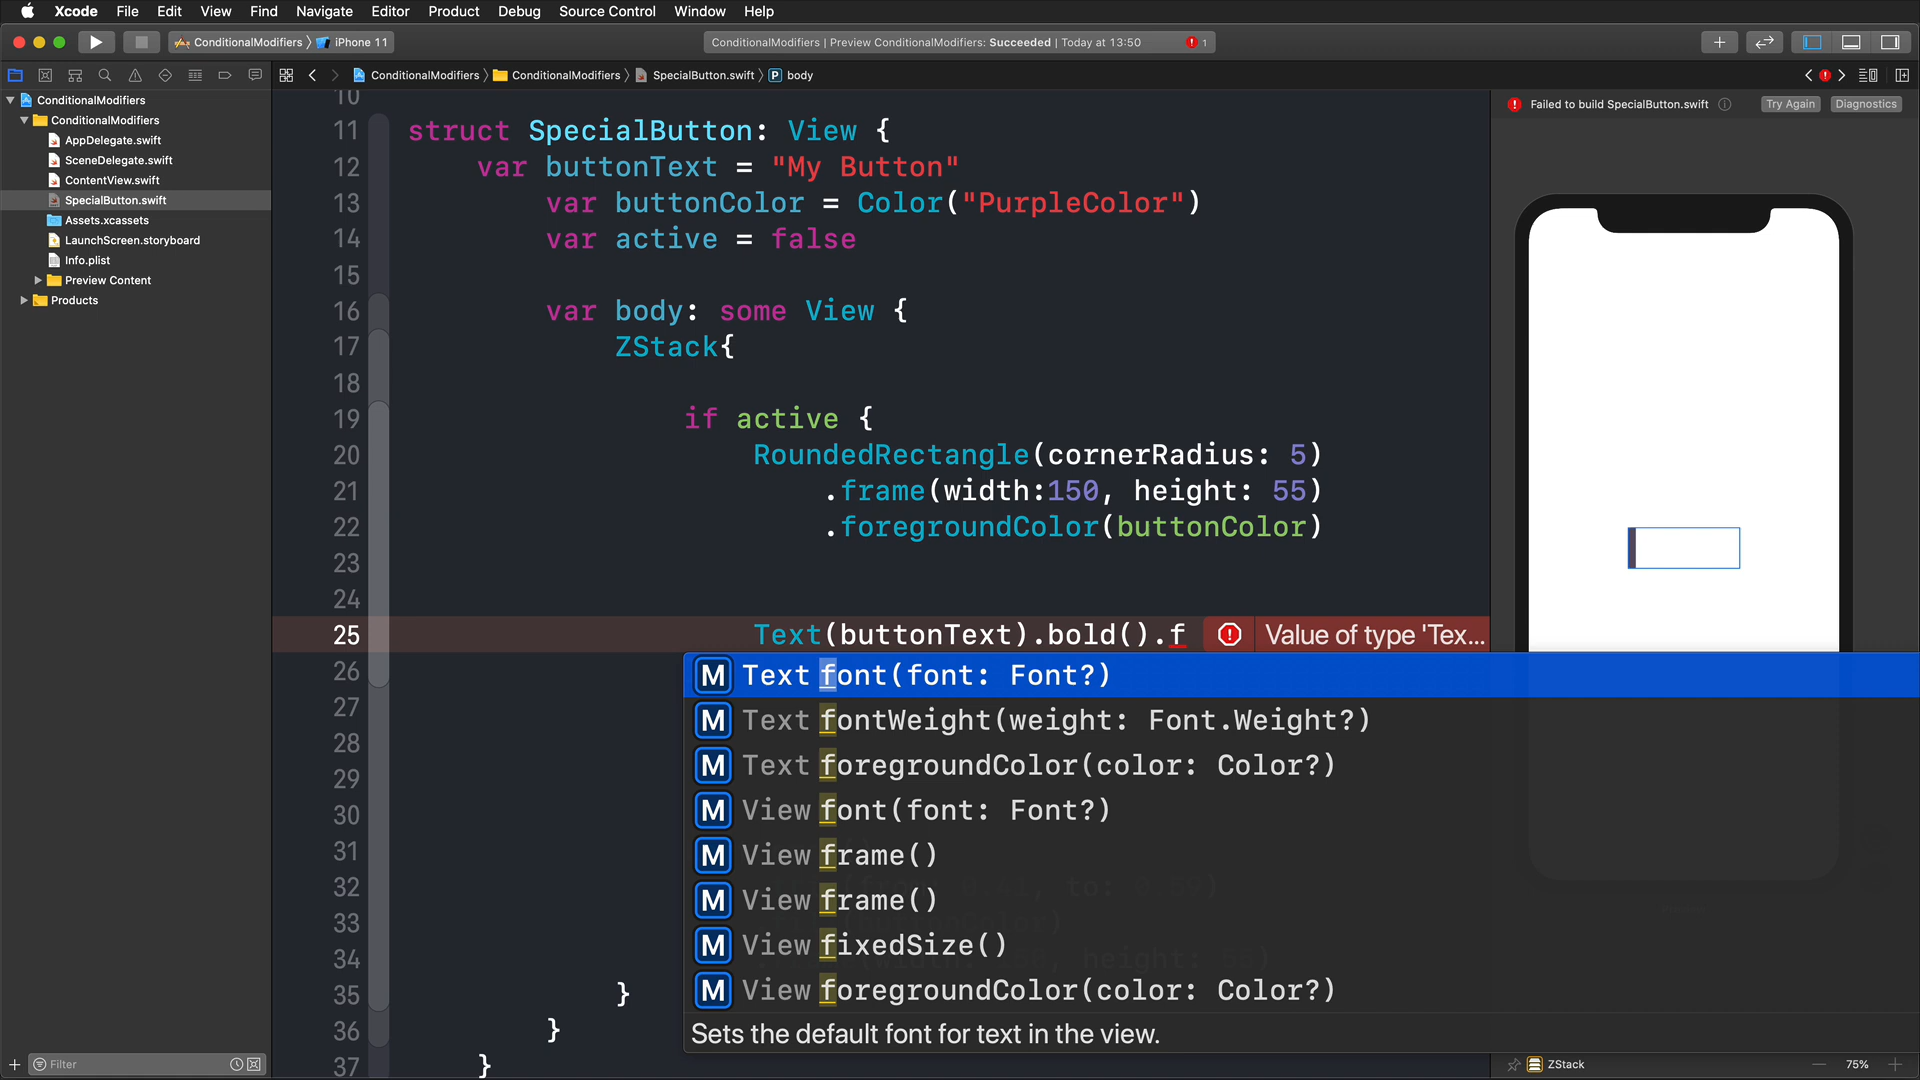 Xcode File Edit View Find Navigate Editor Product Debug Source Control Window Help
ConditionalModifiers iPhone 11
ConditionalModifiers | Preview ConditionalModifiers: Succeeded | Today at 13:50 1
ConditionalModifiers ConditionalModifiers SpecialButton.swift P body
ConditionalModifiers
ConditionalModifiers
AppDelegate.swift
SceneDelegate.swift
ContentView.swift
SpecialButton.swift
Assets.xcassets
LaunchScreen.storyboard
Info.plist
Preview Content
Products
Filter
10
11 struct SpecialButton: View {
12 var buttonText = "My Button"
13 var buttonColor = Color("PurpleColor")
14 var active = false
15
16 var body: some View {
17 ZStack{
18
19 if active {
20 RoundedRectangle(cornerRadius: 5)
21 .frame(width:150, height: 55)
22 .foregroundColor(buttonColor)
23
24
25 Text(buttonText).bold().f Value of type 'Tex...
26
27
28
29
30
31
32
33
34
35 }
36 }
37 }
M Text font(font: Font?)
M Text fontWeight(weight: Font.Weight?)
M Text foregroundColor(color: Color?)
M View font(font: Font?)
M View frame()
M View frame()
M View fixedSize()
M View foregroundColor(color: Color?)
Sets the default font for text in the view.
Failed to build SpecialButton.swift Try Again Diagnostics
ZStack 75%